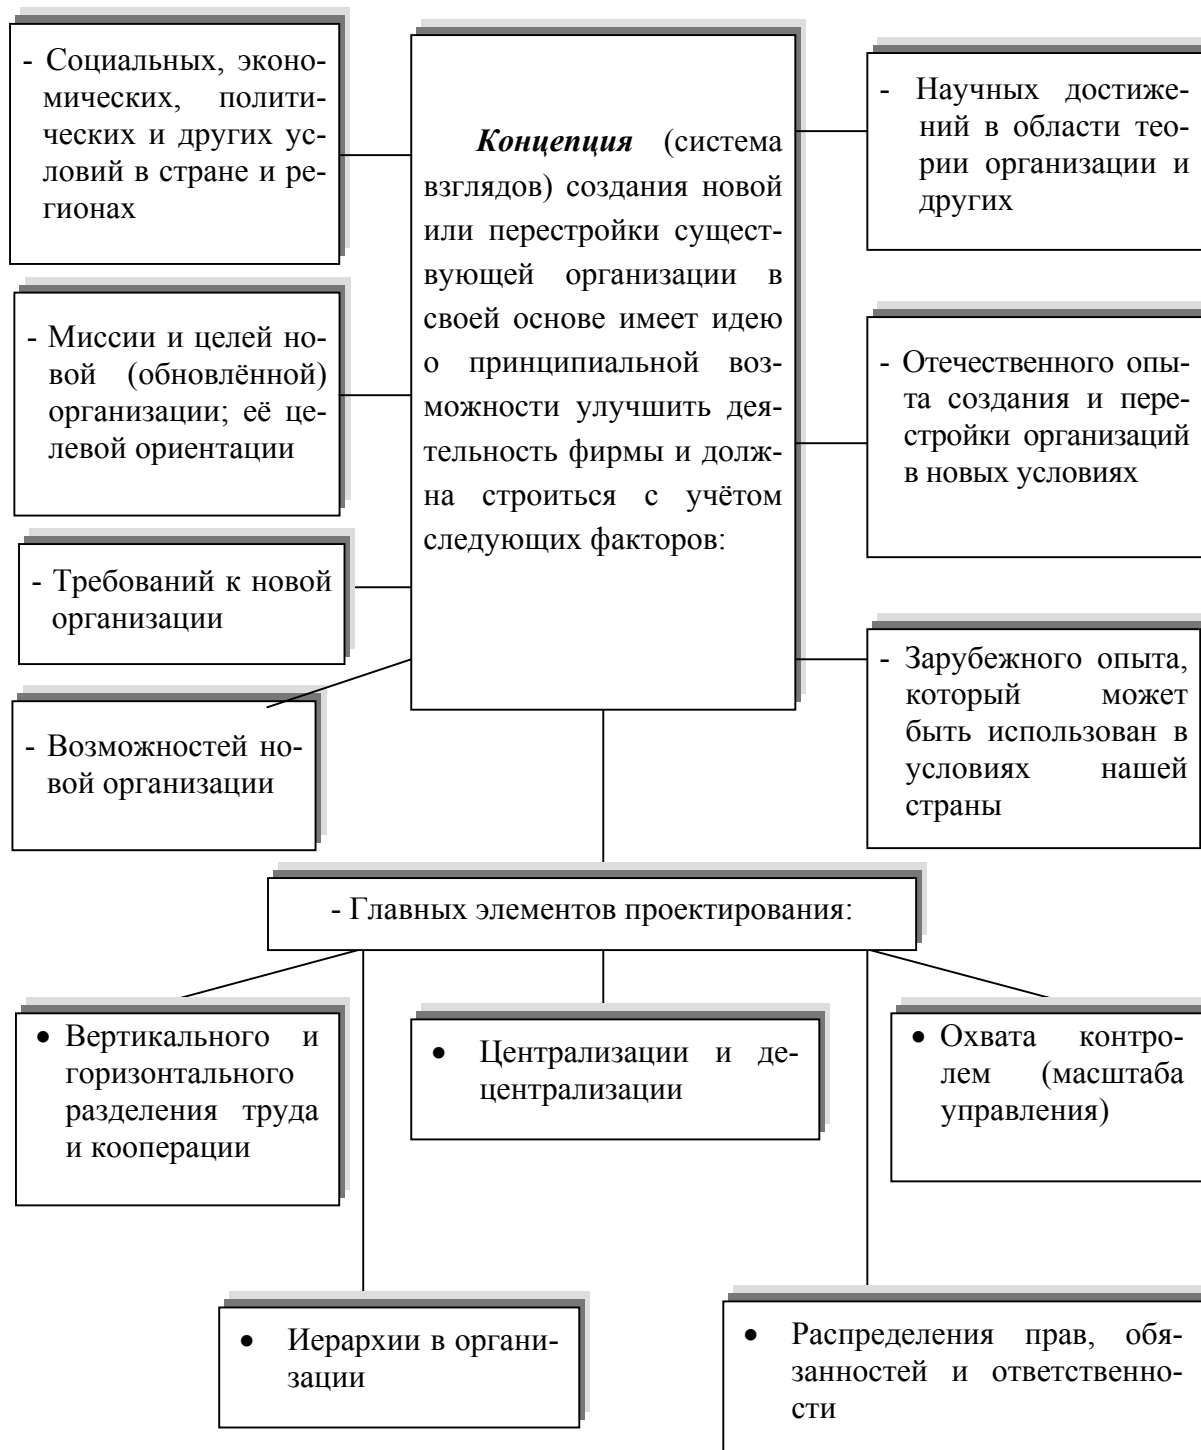 - Социальных, эконо-
мических, полити-
ческих и других ус-
ловий в стране и ре-
гионах
- Миссии и целей но-
вой (обновлённой)
организации; её це-
левой ориентации
- Требований к новой
организации
- Возможностей но-
вой организации
Концепция (система
взглядов) создания новой
или перестройки сущест-
вующей организации в
своей основе имеет идею
о принципиальной воз-
можности улучшить дея-
тельность фирмы и долж-
на строиться с учётом
следующих факторов:
- Научных достиже-
ний в области тео-
рии организации и
других
- Отечественного опы-
та создания и пере-
стройки организаций
в новых условиях
- Зарубежного опыта,
который может
быть использован в
условиях нашей
страны
- Главных элементов проектирования:
• Вертикального и
горизонтального
разделения труда
и кооперации
• Централизации и де-
централизации
• Охвата контро-
лем (масштаба
управления)
• Иерархии в органи-
зации
• Распределения прав, обя-
занностей и ответственно-
сти